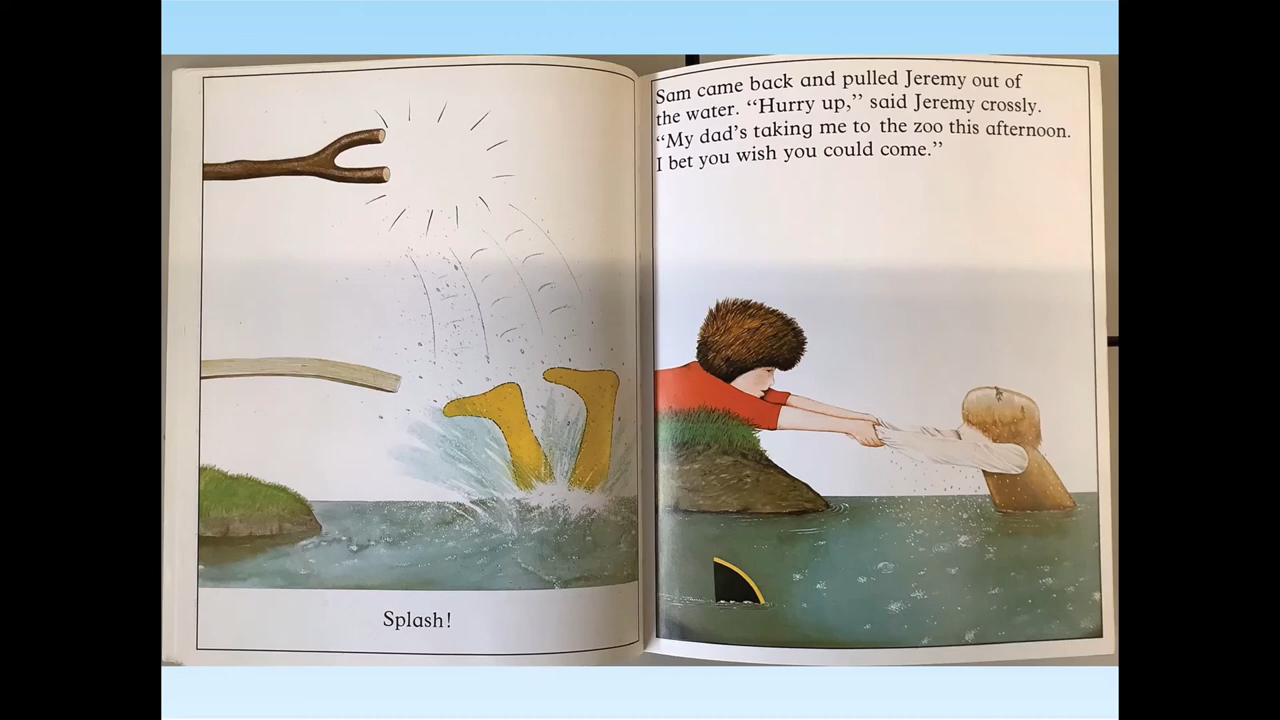 Splash!
Sam came back and pulled Jeremy out of
the water. “Hurry up,” said Jeremy crossly.
“My dad’s taking me to the zoo this afternoon.
I bet you wish you could come.”